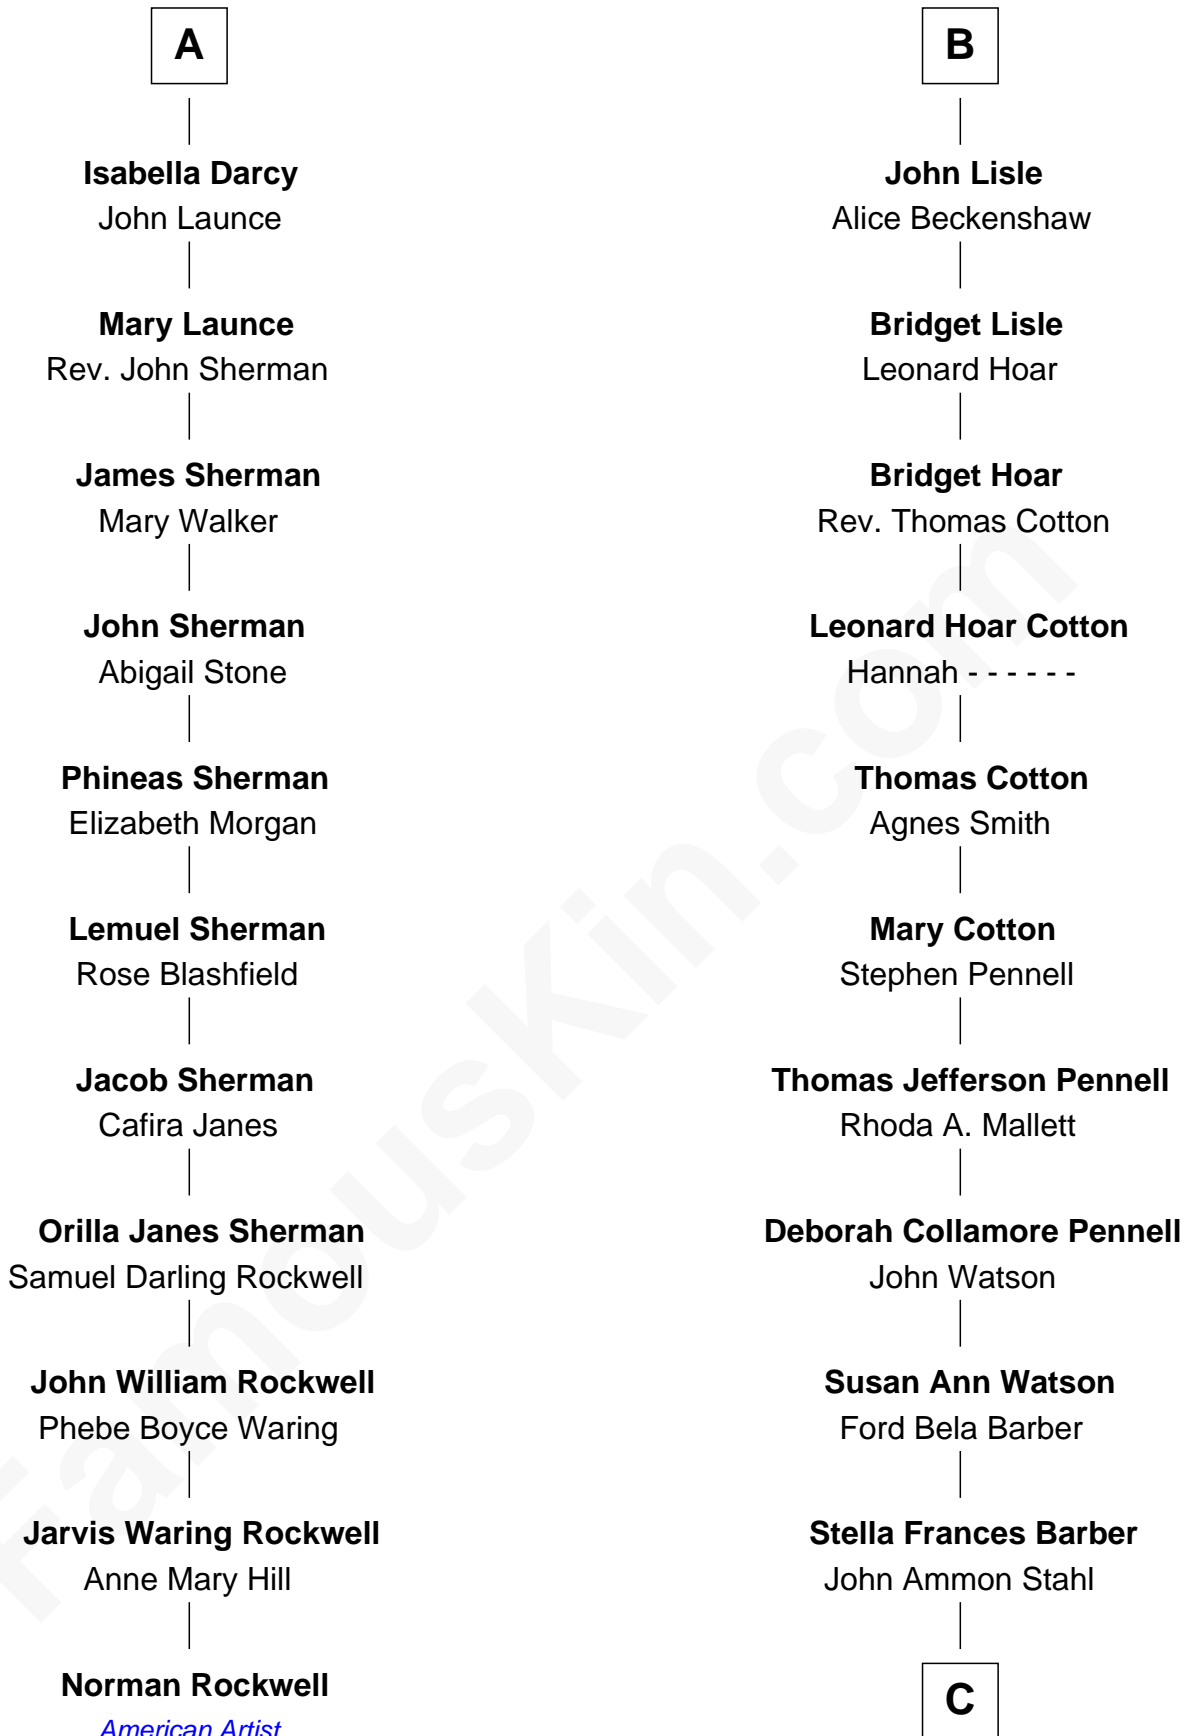 A
Isabella Darcy
John Launce
Mary Launce
Rev. John Sherman
James Sherman
Mary Walker
John Sherman
Abigail Stone
Phineas Sherman
Elizabeth Morgan
Lemuel Sherman
Rose Blashfield
Jacob Sherman
Cafira Janes
Orilla Janes Sherman
Samuel Darling Rockwell
John William Rockwell
Phebe Boyce Waring
Jarvis Waring Rockwell
Anne Mary Hill
Norman Rockwell
American Artist
B
John Lisle
Alice Beckenshaw
Bridget Lisle
Leonard Hoar
Bridget Hoar
Rev. Thomas Cotton
Leonard Hoar Cotton
Hannah - - - - - -
Thomas Cotton
Agnes Smith
Mary Cotton
Stephen Pennell
Thomas Jefferson Pennell
Rhoda A. Mallett
Deborah Collamore Pennell
John Watson
Susan Ann Watson
Ford Bela Barber
Stella Frances Barber
John Ammon Stahl
C
FamousKin.com